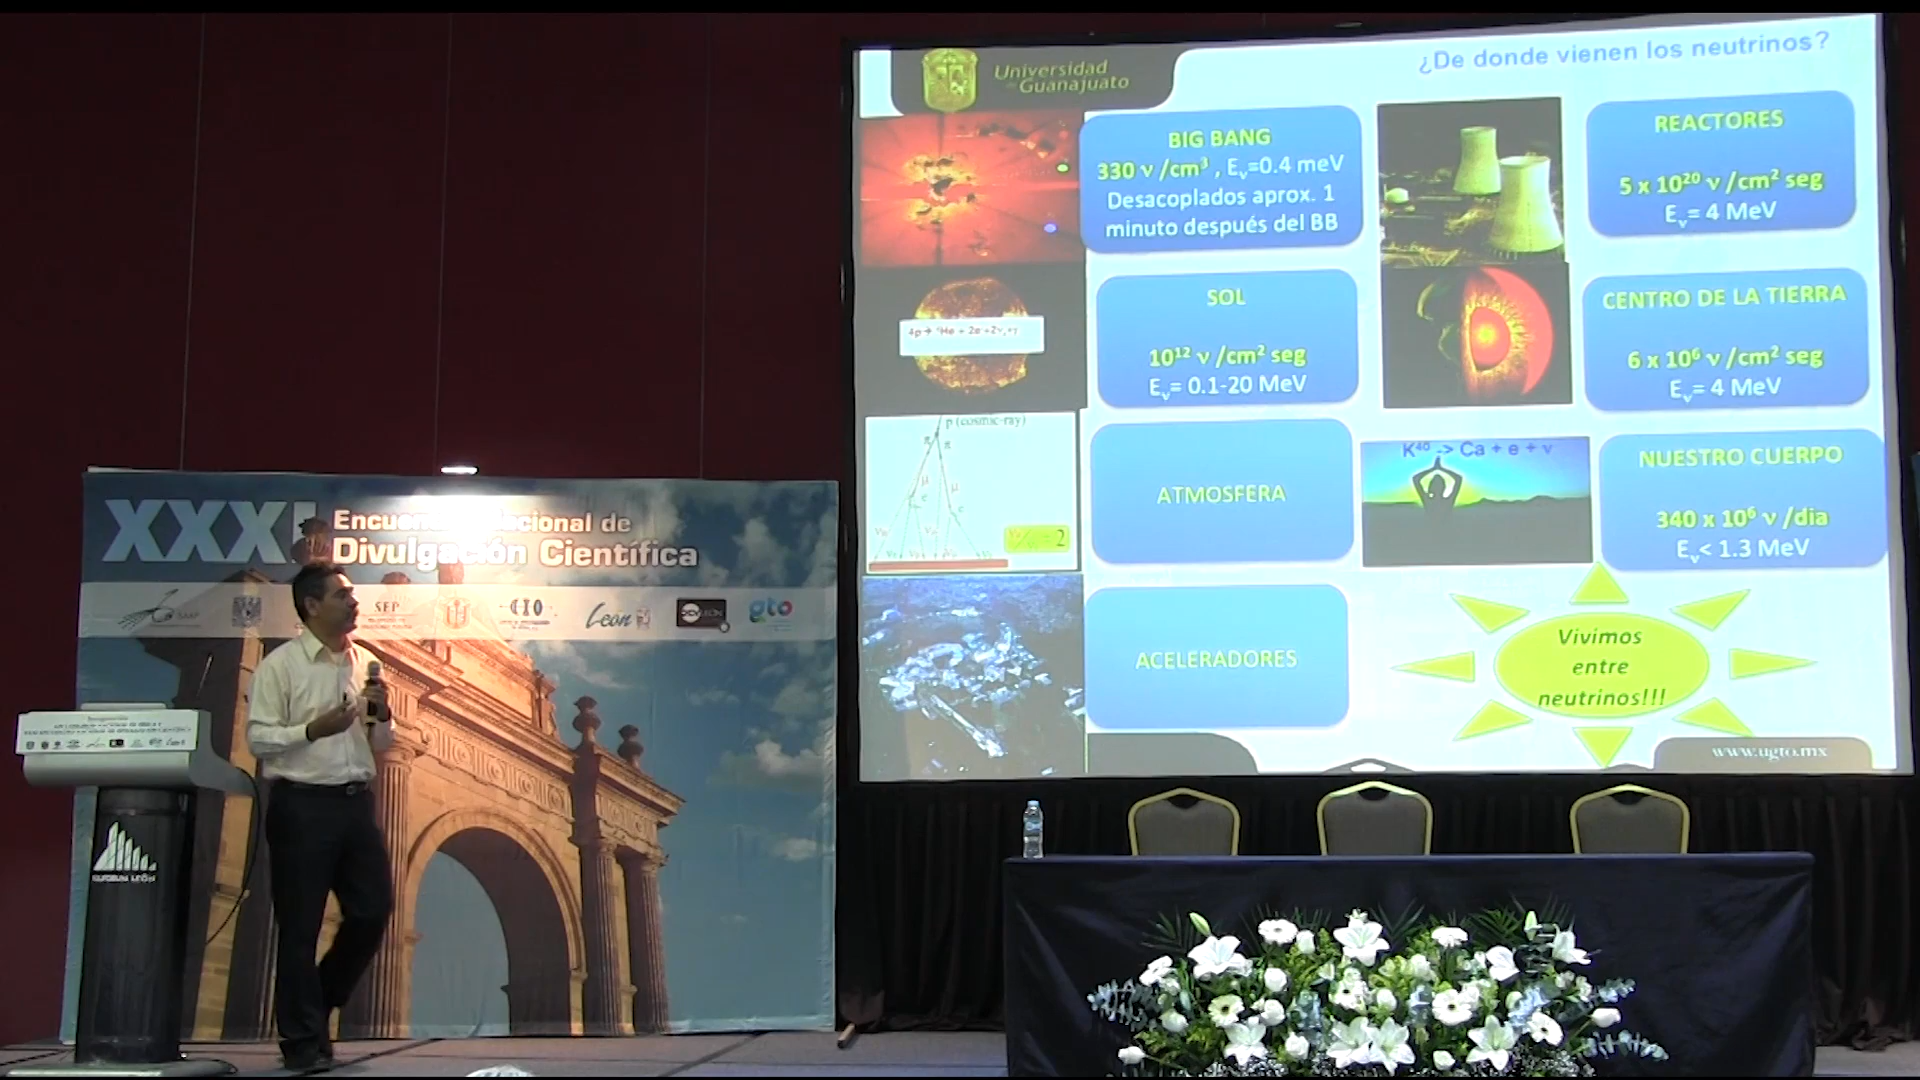 Universidad
de Guanajuato
¿De donde vienen los neutrinos?
BIG BANG
330 ν /cm³ , Eν=0.4 meV
Desacoplados aprox. 1
minuto después del BB
REACTORES
5 x 10²⁰ ν /cm² seg
Eν= 4 MeV
SOL
10¹² ν /cm² seg
Eν= 0.1-20 MeV
CENTRO DE LA TIERRA
6 x 10⁶ ν /cm² seg
Eν= 4 MeV
p (cosmic-ray)
ATMOSFERA
K⁴⁰ -> Ca + e + ν
NUESTRO CUERPO
340 x 10⁶ ν /dia
Eν< 1.3 MeV
ACELERADORES
Vivimos
entre
neutrinos!!!
www.ugto.mx
XXXI
de
Divulgación Científica
SEP
CIO
León
gto